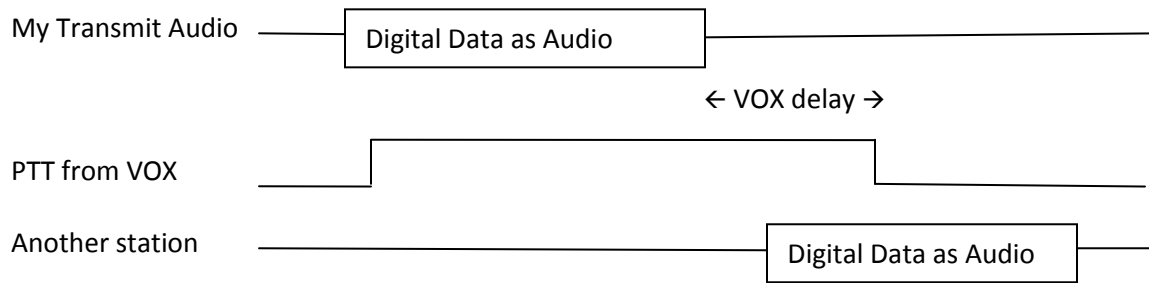 My Transmit Audio
Digital Data as Audio
← VOX delay →
PTT from VOX
Another station
Digital Data as Audio